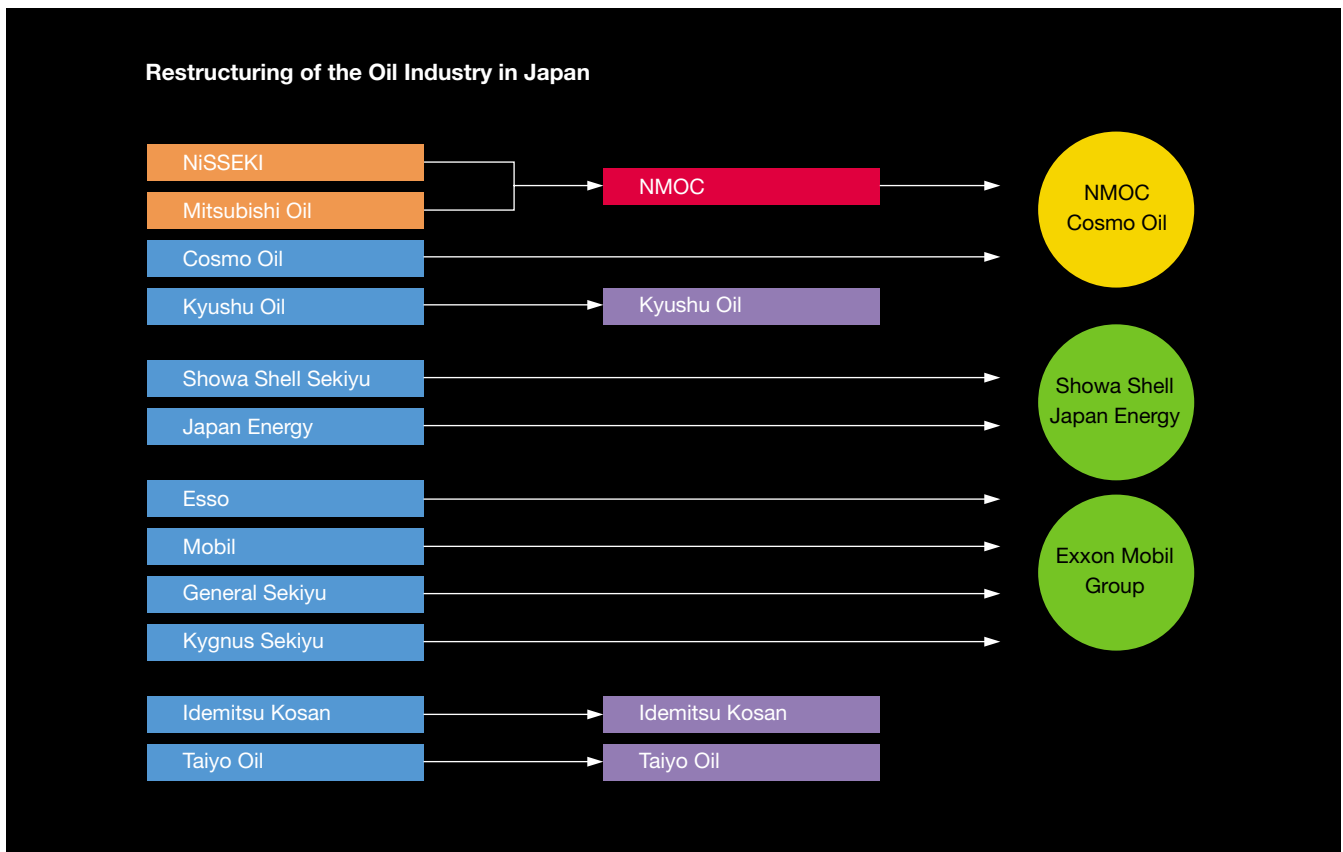 Restructuring of the Oil Industry in Japan
NiSSEKI
Mitsubishi Oil
NMOC
Cosmo Oil
Kyushu Oil
Kyushu Oil
NMOC
Cosmo Oil
Showa Shell Sekiyu
Japan Energy
Showa Shell
Japan Energy
Esso
Mobil
General Sekiyu
Kygnus Sekiyu
Exxon Mobil
Group
Idemitsu Kosan
Idemitsu Kosan
Taiyo Oil
Taiyo Oil